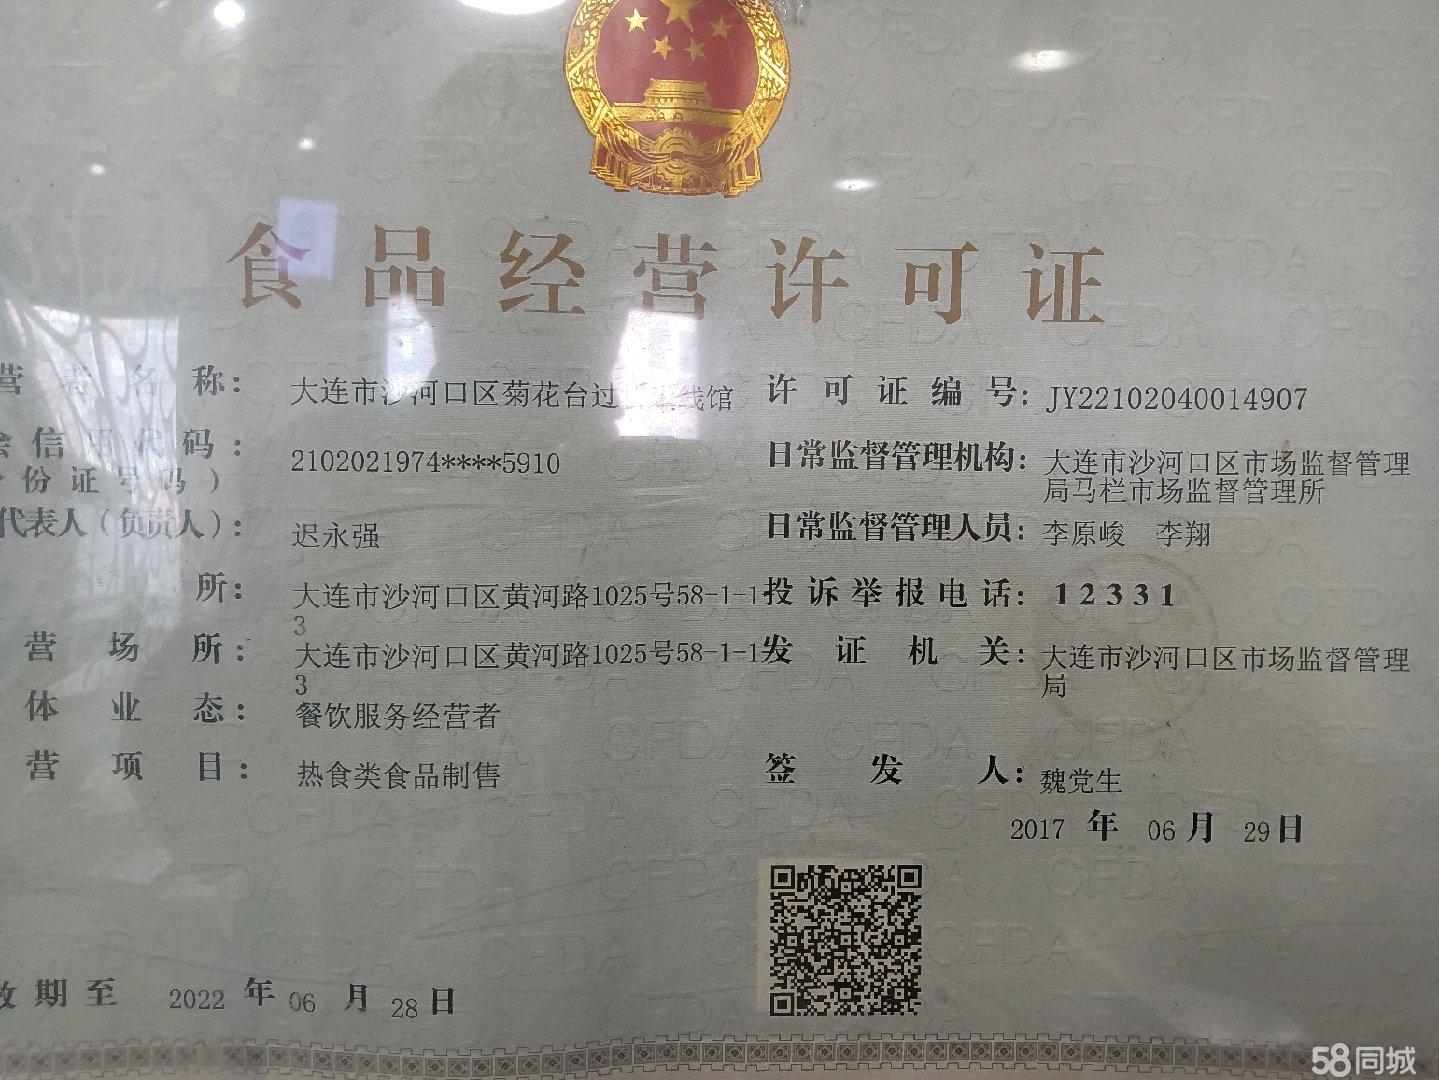 食品经营许可证
营者名称：大连市沙河口区菊花台过 线馆
信用代码：2102021974****5910
份证号码）
代表人（负责人）：迟永强
所：大连市沙河口区黄河路1025号58-1-1
3
营场所：大连市沙河口区黄河路1025号58-1-1
3
体业态：餐饮服务经营者
营项目：热食类食品制售
期至 2022 年 06 月 28 日
许可证编号：JY22102040014907
日常监督管理机构：大连市沙河口区市场监督管理
局马栏市场监督管理所
日常监督管理人员：李原峻 李翔
投诉举报电话：12331
发证机关：大连市沙河口区市场监督管理
局
签发人：魏党生
2017 年 06 月 29 日
58同城